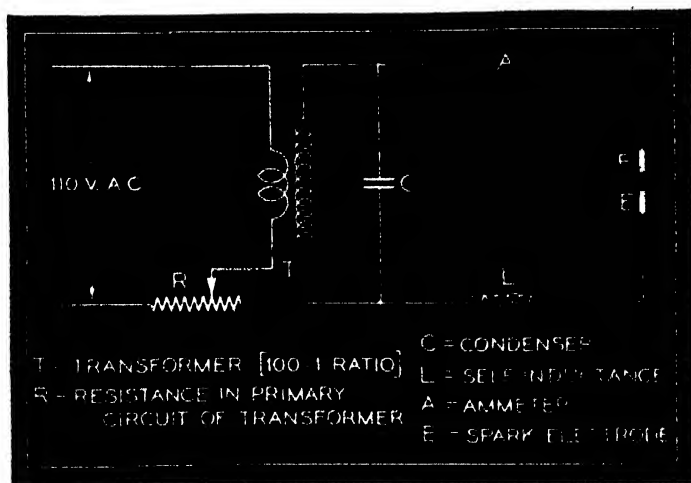 A
110 V. A C
C
E
E
R
T
L
T - TRANSFORMER [100-1 RATIO]
R - RESISTANCE IN PRIMARY
CIRCUIT OF TRANSFORMER
C = CONDENSER
L = SELF INDUCTANCE
A = AMMETER
E = SPARK ELECTRODE